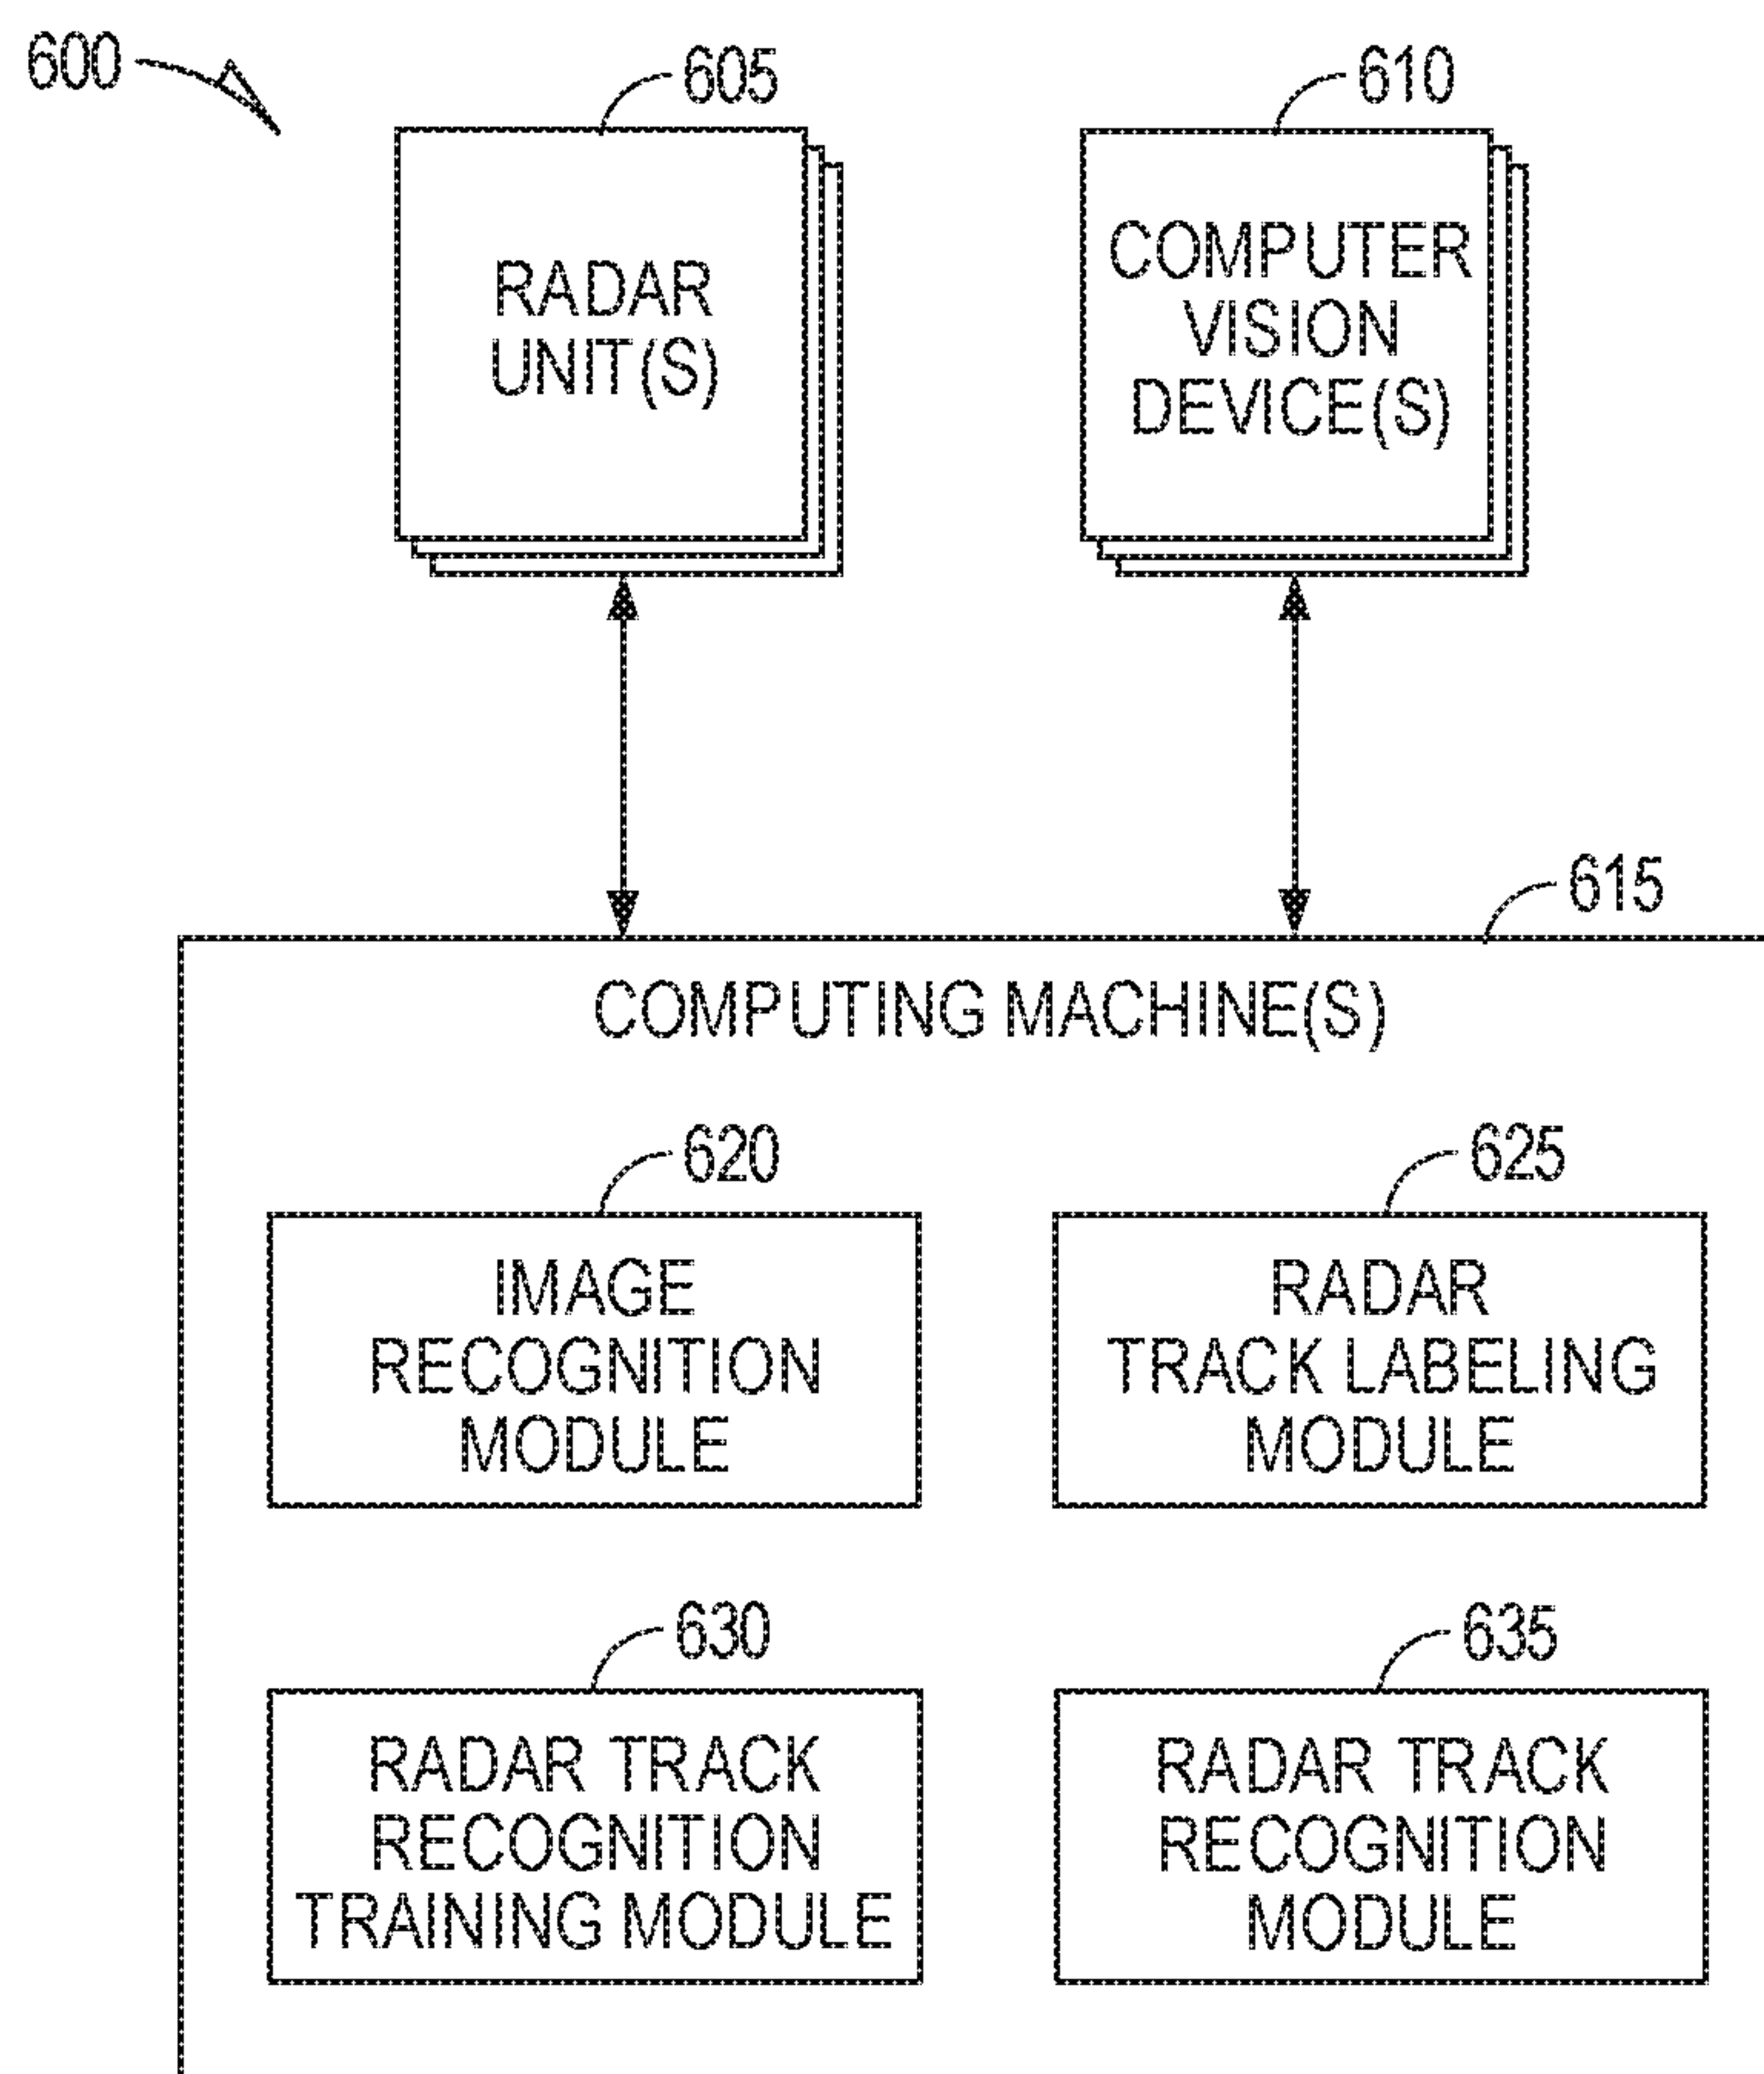 600
605
610
RADAR
UNIT(S)
COMPUTER
VISION
DEVICE(S)
615
COMPUTING MACHINE(S)
620
625
IMAGE
RECOGNITION
MODULE
RADAR
TRACK LABELING
MODULE
630
635
RADAR TRACK
RECOGNITION
TRAINING MODULE
RADAR TRACK
RECOGNITION
MODULE